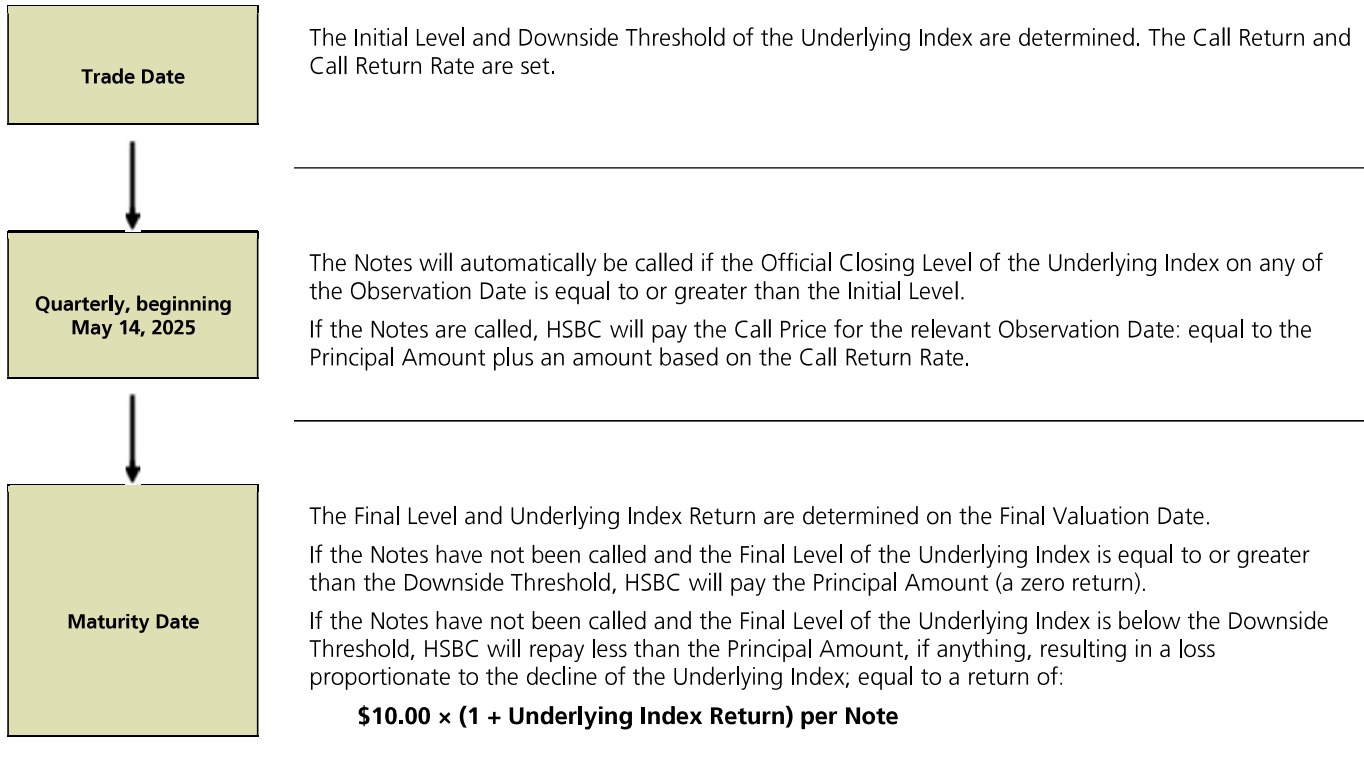 Trade Date
The Initial Level and Downside Threshold of the Underlying Index are determined. The Call Return and
Call Return Rate are set.
Quarterly, beginning
May 14, 2025
The Notes will automatically be called if the Official Closing Level of the Underlying Index on any of
the Observation Date is equal to or greater than the Initial Level.
If the Notes are called, HSBC will pay the Call Price for the relevant Observation Date: equal to the
Principal Amount plus an amount based on the Call Return Rate.
Maturity Date
The Final Level and Underlying Index Return are determined on the Final Valuation Date.
If the Notes have not been called and the Final Level of the Underlying Index is equal to or greater
than the Downside Threshold, HSBC will pay the Principal Amount (a zero return).
If the Notes have not been called and the Final Level of the Underlying Index is below the Downside
Threshold, HSBC will repay less than the Principal Amount, if anything, resulting in a loss
proportionate to the decline of the Underlying Index; equal to a return of:
$10.00 × (1 + Underlying Index Return) per Note